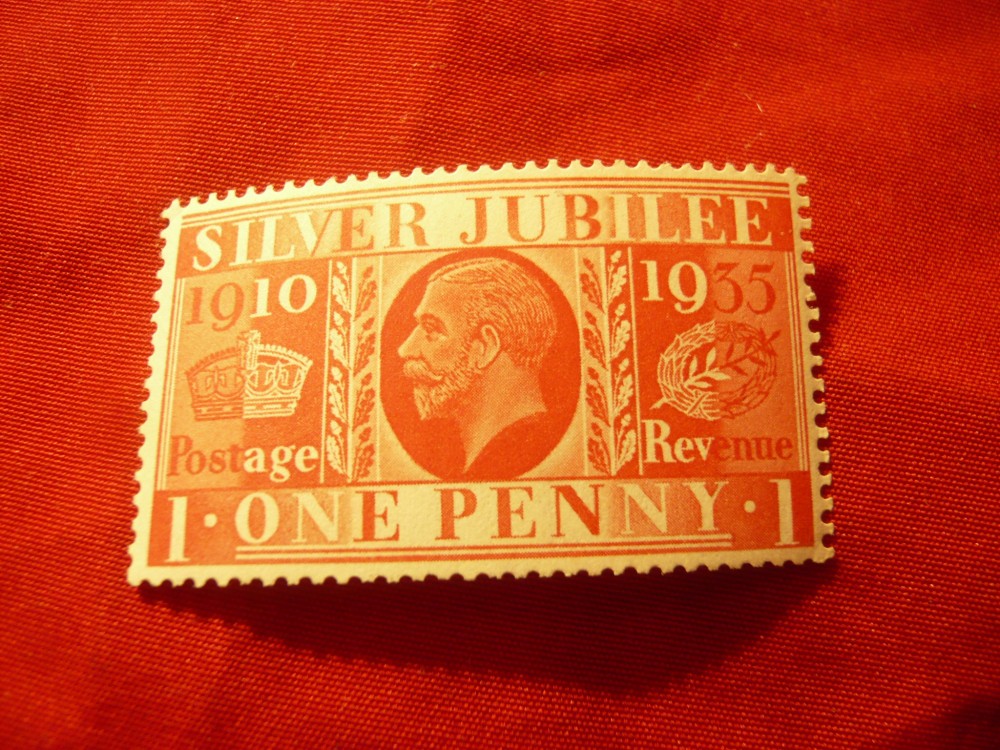 SILVER JUBILEE
1910 1935
Postage Revenue
1 · ONE PENNY · 1